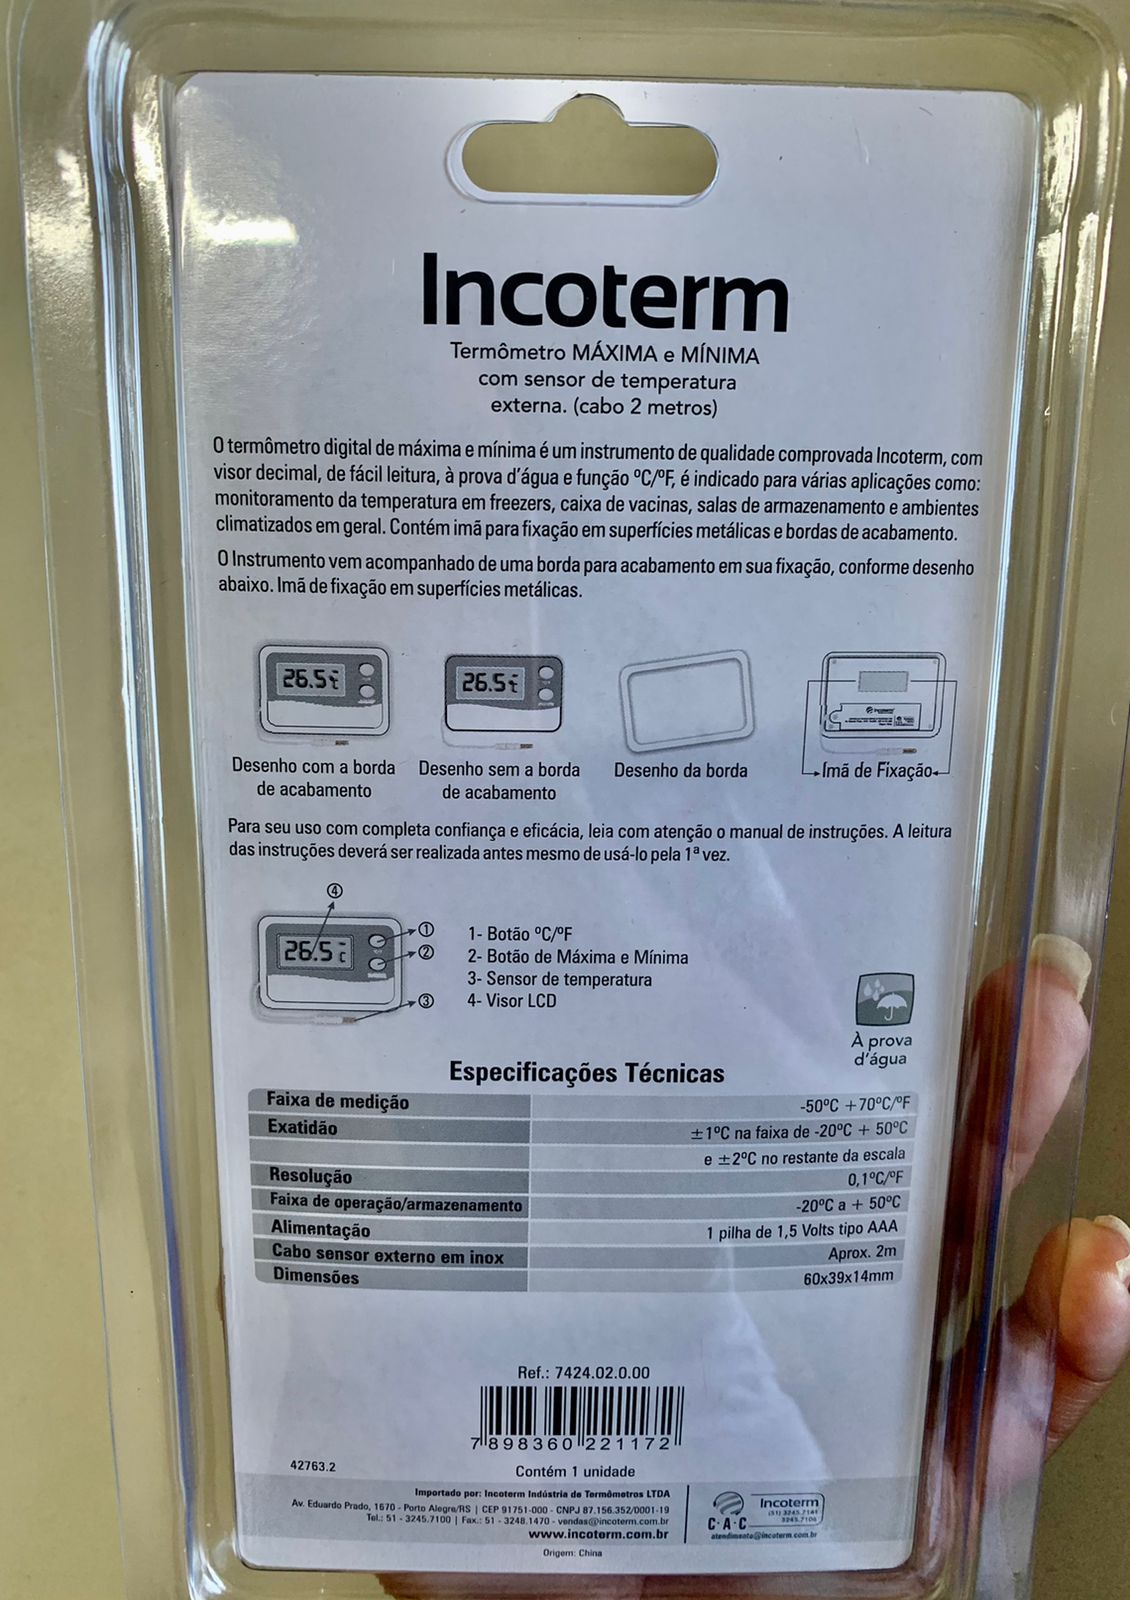 Incoterm
Termômetro MÁXIMA e MÍNIMA
com sensor de temperatura
externa. (cabo 2 metros)
O termômetro digital de máxima e mínima é um instrumento de qualidade comprovada Incoterm, com
visor decimal, de fácil leitura, à prova d'água e função ºC/ºF, é indicado para várias aplicações como:
monitoramento da temperatura em freezers, caixa de vacinas, salas de armazenamento e ambientes
climatizados em geral. Contém imã para fixação em superfícies metálicas e bordas de acabamento.
O Instrumento vem acompanhado de uma borda para acabamento em sua fixação, conforme desenho
abaixo. Imã de fixação em superfícies metálicas.
26.5 26.5 Incoterm
Desenho com a borda
de acabamento
Desenho sem a borda
de acabamento
Desenho da borda
Imã de Fixação
Para seu uso com completa confiança e eficácia, leia com atenção o manual de instruções. A leitura
das instruções deverá ser realizada antes mesmo de usá-lo pela 1ª vez.
4
26.5
1
2
3
1- Botão ºC/ºF
2- Botão de Máxima e Mínima
3- Sensor de temperatura
4- Visor LCD
À prova
d'água
Especificações Técnicas
Faixa de medição -50ºC +70ºC/ºF
Exatidão ±1ºC na faixa de -20ºC + 50ºC
e ±2ºC no restante da escala
Resolução 0,1ºC/ºF
Faixa de operação/armazenamento -20ºC a + 50ºC
Alimentação 1 pilha de 1,5 Volts tipo AAA
Cabo sensor externo em inox Aprox. 2m
Dimensões 60x39x14mm
Ref.: 7424.02.0.00
7 898360 221172
42763.2
Contém 1 unidade
Importado por: Incoterm Indústria de Termômetros LTDA
Av. Eduardo Prado, 1670 - Porto Alegre/RS | CEP 91751-000 - CNPJ 87.156.352/0001-19
Tel.: 51 - 3245.7100 | Fax.: 51 - 3248.1470 - vendas@incoterm.com.br
www.incoterm.com.br
C·A·C
Incoterm
(51) 3245.7141
3245.7106
atendimento@incoterm.com.br
Origem: China